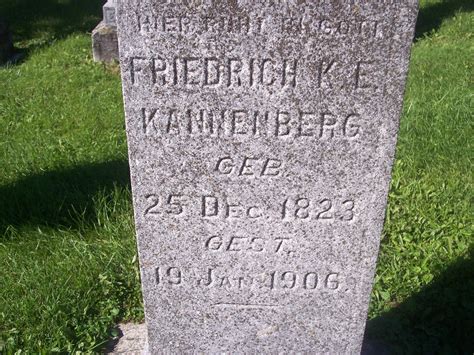 HIER RUHT IN GOTT
FRIEDRICH K. E.
KANNENBERG
GEB.
25 DEC. 1823
GEST.
19 JAN. 1906.